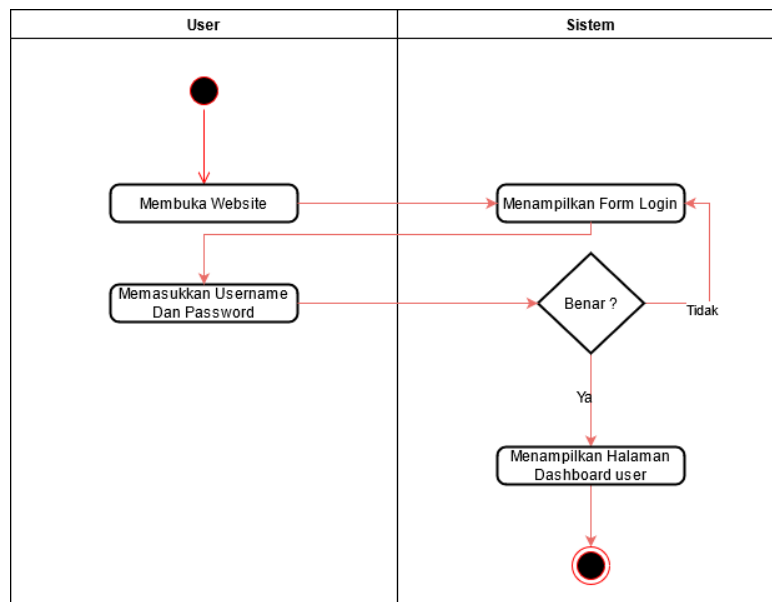 User
Sistem
Membuka Website
Menampilkan Form Login
Memasukkan Username
Dan Password
Benar ?
Tidak
Ya
Menampilkan Halaman
Dashboard user